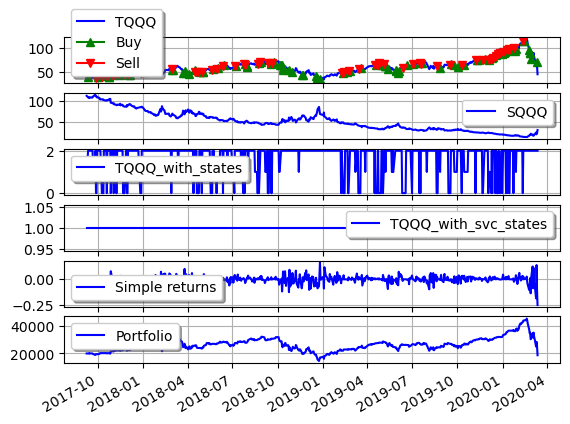 TQQQ
Buy
Sell
100
50
SQQQ
100
50
2
TQQQ_with_states
0
1.05
TQQQ_with_svc_states
1.00
0.95
0.00
Simple returns
−0.25
40000
Portfolio
20000
2017-10 2018-01 2018-04 2018-07 2018-10 2019-01 2019-04 2019-07 2019-10 2020-01 2020-04